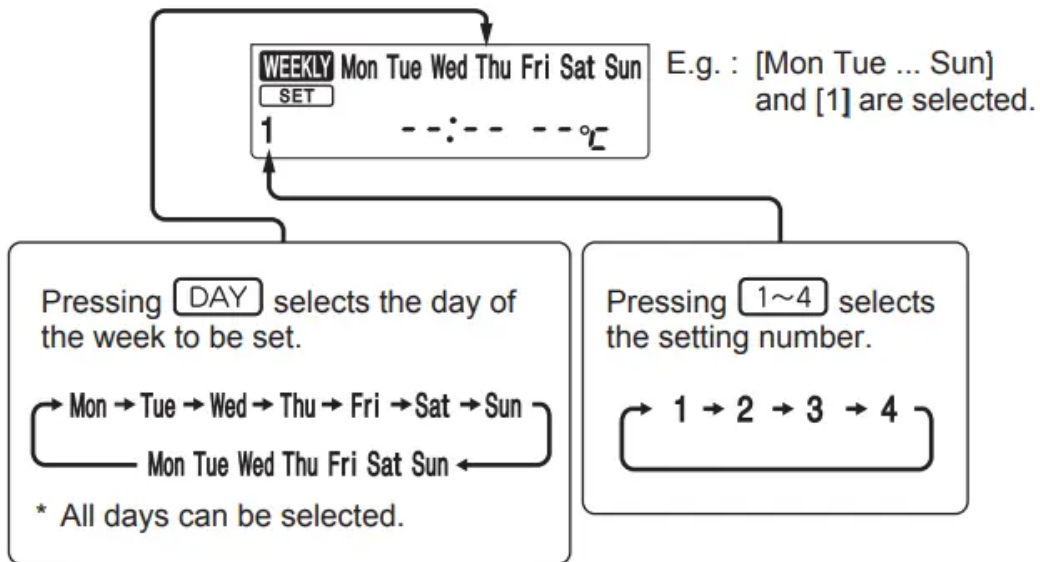 WEEKLY Mon Tue Wed Thu Fri Sat Sun
SET
1 --:-- --°C
E.g. : [Mon Tue ... Sun]
and [1] are selected.
Pressing DAY selects the day of
the week to be set.
Mon → Tue → Wed → Thu → Fri → Sat → Sun
Mon Tue Wed Thu Fri Sat Sun
* All days can be selected.
Pressing 1~4 selects
the setting number.
1 → 2 → 3 → 4